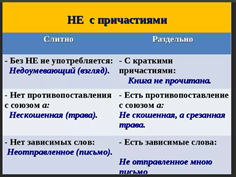 НЕ с причастиями
Слитно
Раздельно
- Без НЕ не употребляется:
Недоумевающий (взгляд).
- С краткими
причастиями:
Книга не прочитана.
- Нет противопоставления
с союзом а:
Нескошенная (трава).
- Есть противопоставление
с союзом а:
Не скошенная, а срезанная
трава.
- Нет зависимых слов:
Неотправленное (письмо).
- Есть зависимые слова:
Не отправленное мною
письмо